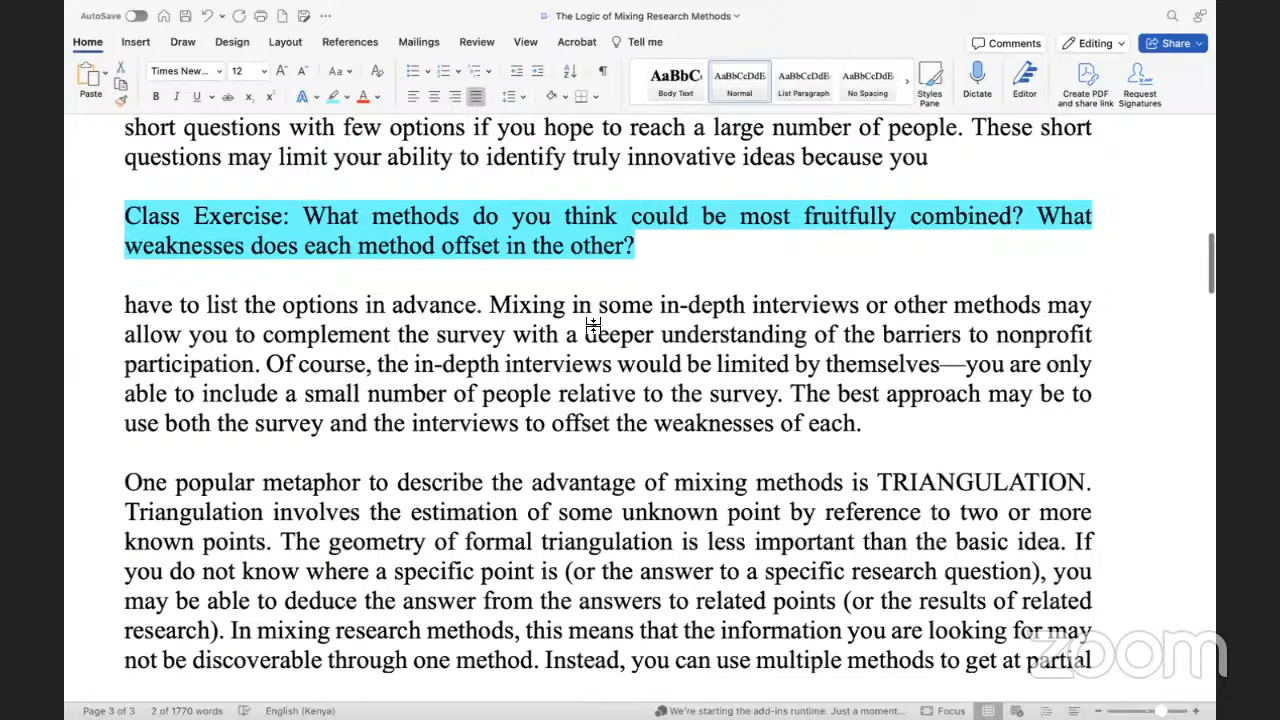 AutoSave
The Logic of Mixing Research Methods
Home Insert Draw Design Layout References Mailings Review View Acrobat Tell me
Comments Editing Share
Paste
Times New... 12
Aa
B I U ab x x A A
AaBbC AaBbCcDdE AaBbCcDdE AaBbCcDdE
Body Text Normal List Paragraph No Spacing
Styles Pane
Dictate
Editor
Create PDF and share link
Request Signatures
short questions with few options if you hope to reach a large number of people. These short
questions may limit your ability to identify truly innovative ideas because you
Class Exercise: What methods do you think could be most fruitfully combined? What
weaknesses does each method offset in the other?
have to list the options in advance. Mixing in some in-depth interviews or other methods may
allow you to complement the survey with a deeper understanding of the barriers to nonprofit
participation. Of course, the in-depth interviews would be limited by themselves—you are only
able to include a small number of people relative to the survey. The best approach may be to
use both the survey and the interviews to offset the weaknesses of each.
One popular metaphor to describe the advantage of mixing methods is TRIANGULATION.
Triangulation involves the estimation of some unknown point by reference to two or more
known points. The geometry of formal triangulation is less important than the basic idea. If
you do not know where a specific point is (or the answer to a specific research question), you
may be able to deduce the answer from the answers to related points (or the results of related
research). In mixing research methods, this means that the information you are looking for may
not be discoverable through one method. Instead, you can use multiple methods to get at partial
zoom
Page 3 of 3 2 of 1770 words English (Kenya) We're starting the add-ins runtime. Just a moment... Focus